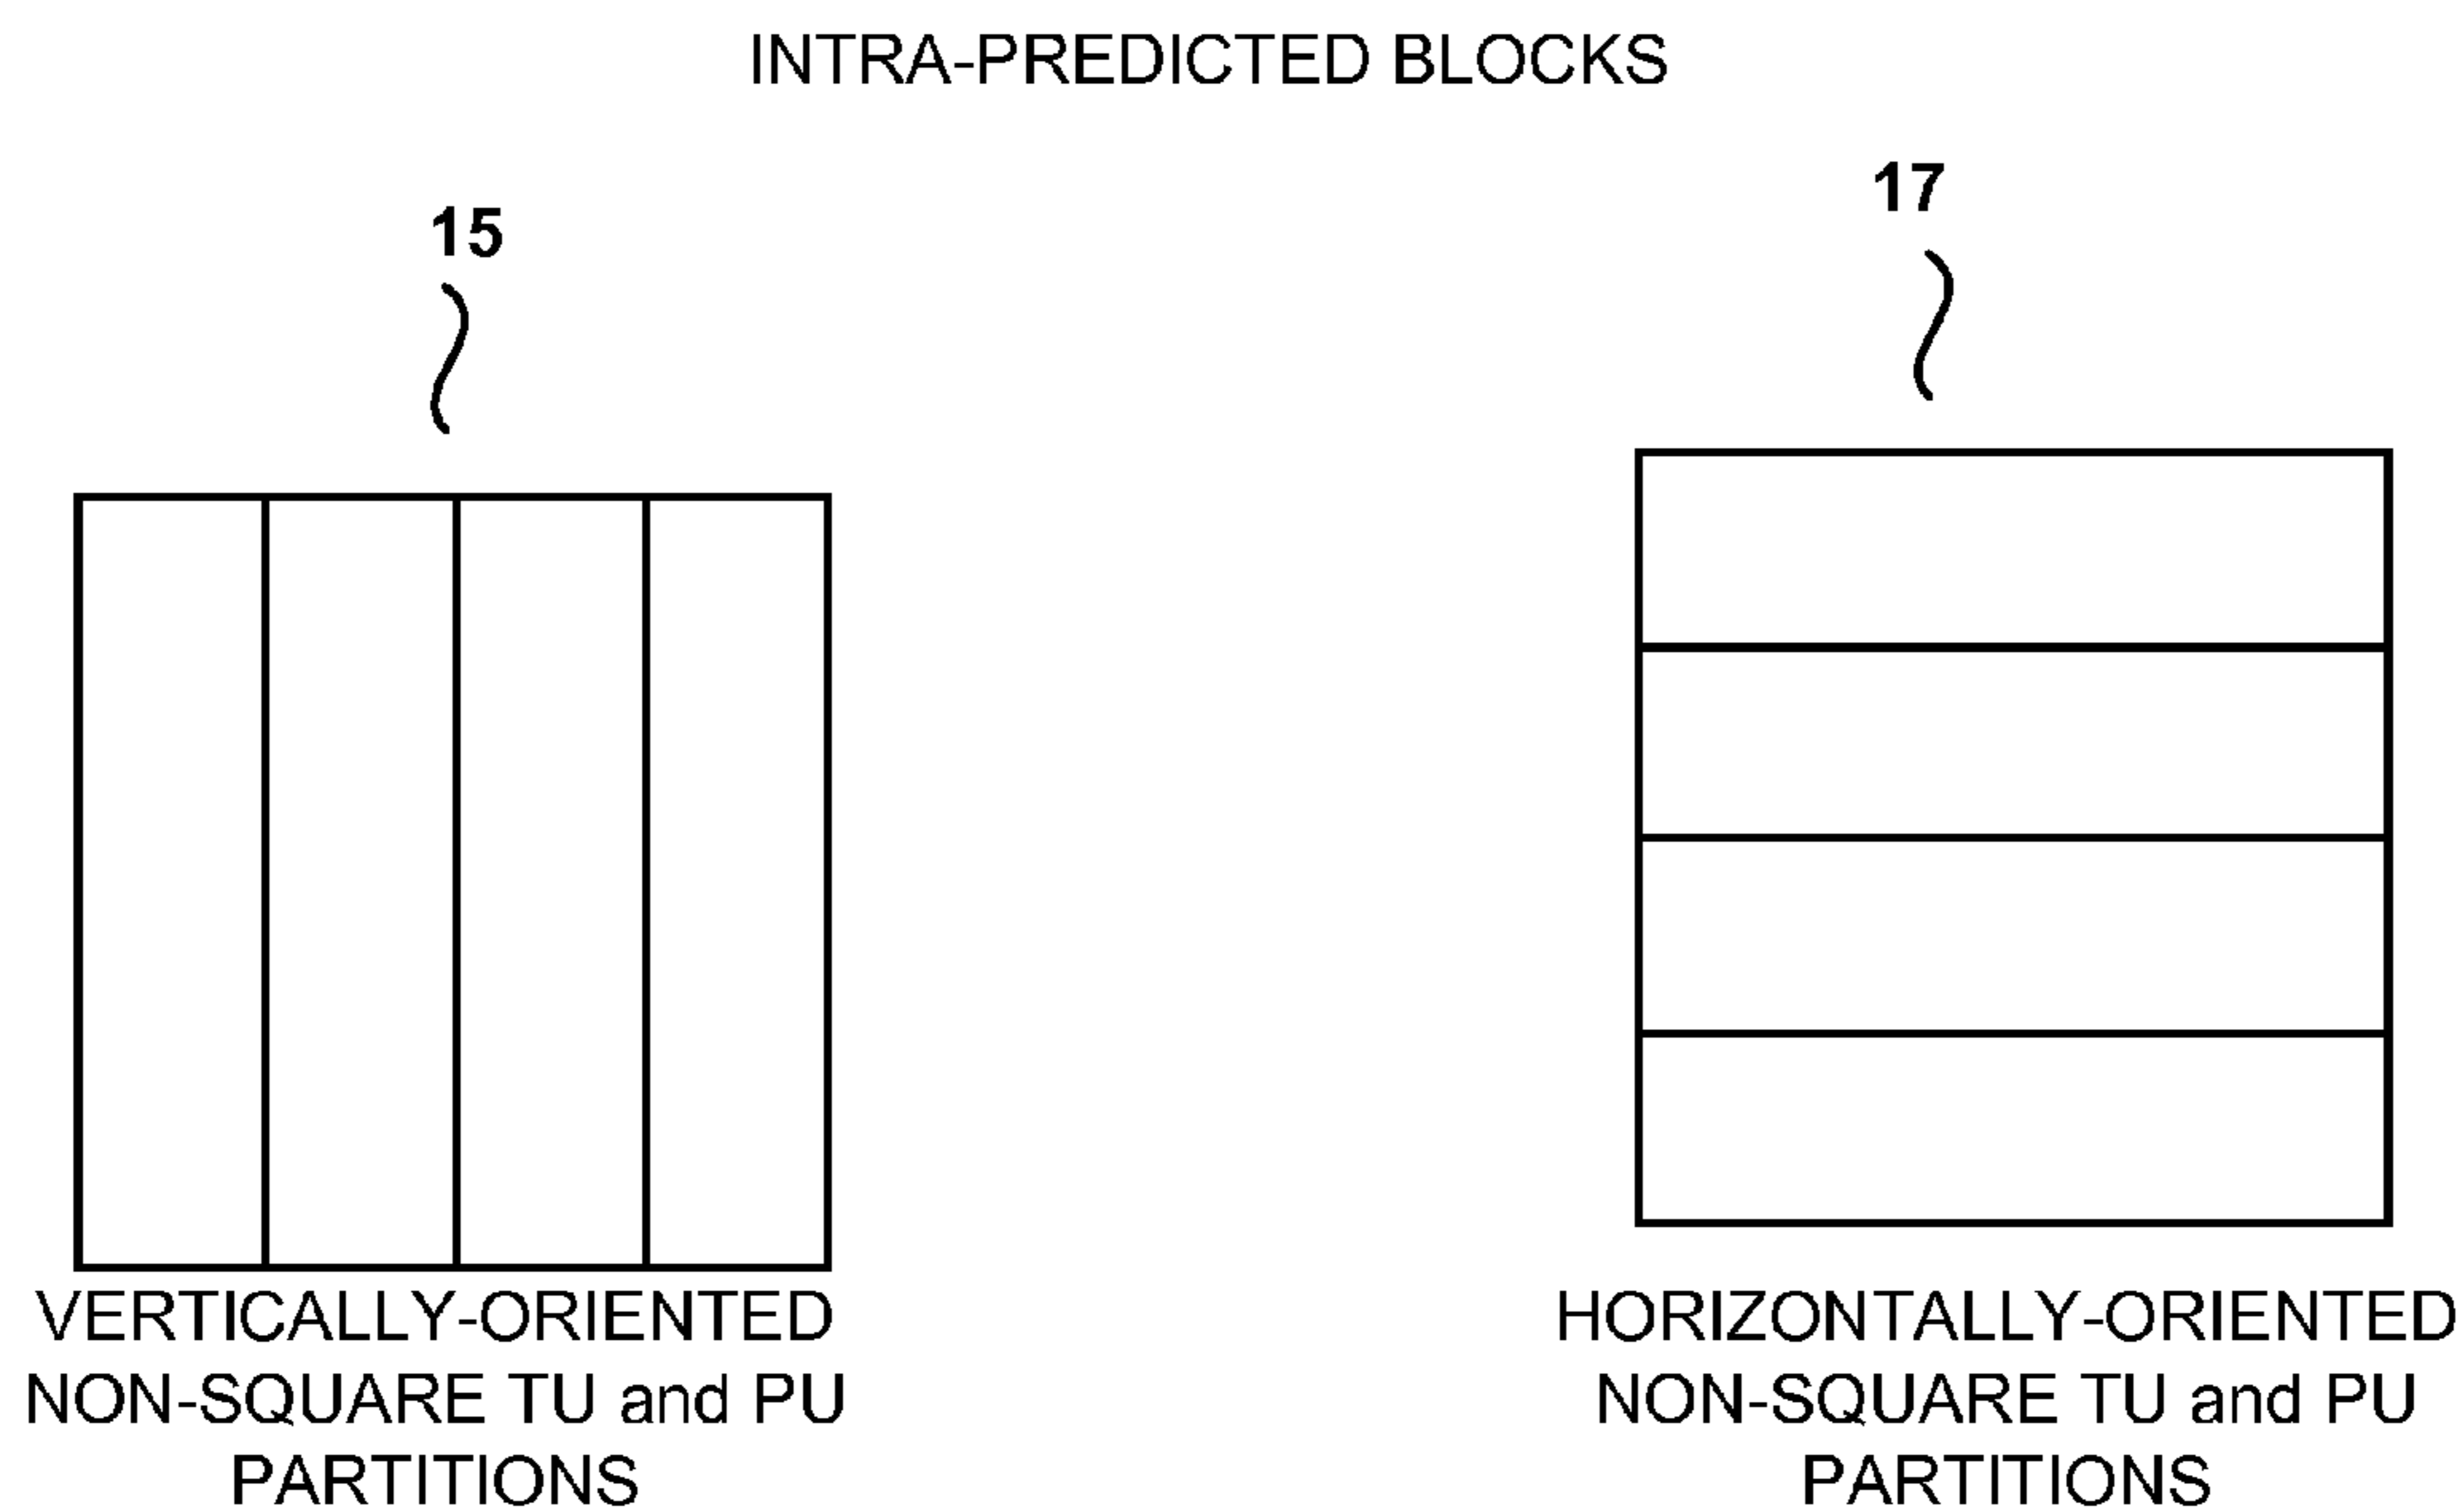 INTRA-PREDICTED BLOCKS
15
17
VERTICALLY-ORIENTED
NON-SQUARE TU and PU
PARTITIONS
HORIZONTALLY-ORIENTED
NON-SQUARE TU and PU
PARTITIONS